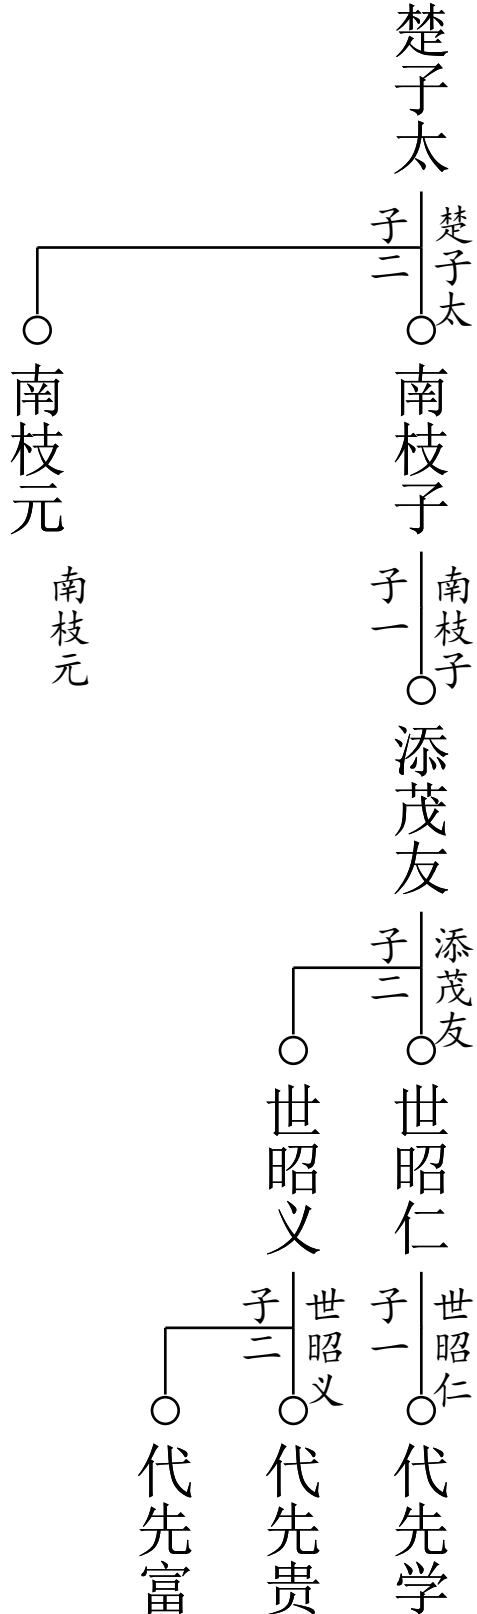 楚子太
楚子太
子二
南枝子
南枝元
南枝子
子一
南枝元
添茂友
添茂友
子二
世昭仁
世昭义
世昭仁
子一
世昭义
子二
代先学
代先贵
代先富